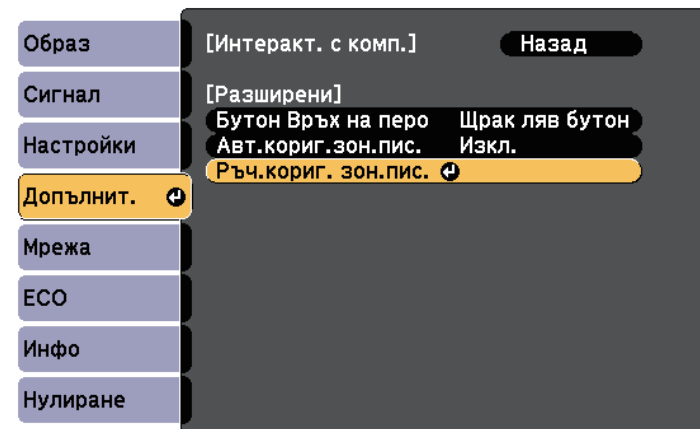 Образ
Сигнал
Настройки
Допълнит.
Мрежа
ECO
Инфо
Нулиране
[Интеракт. с комп.] Назад
[Разширени]
Бутон Връх на перо Щрак ляв бутон
Авт.кориг.зон.пис. Изкл.
Ръч.кориг. зон.пис.